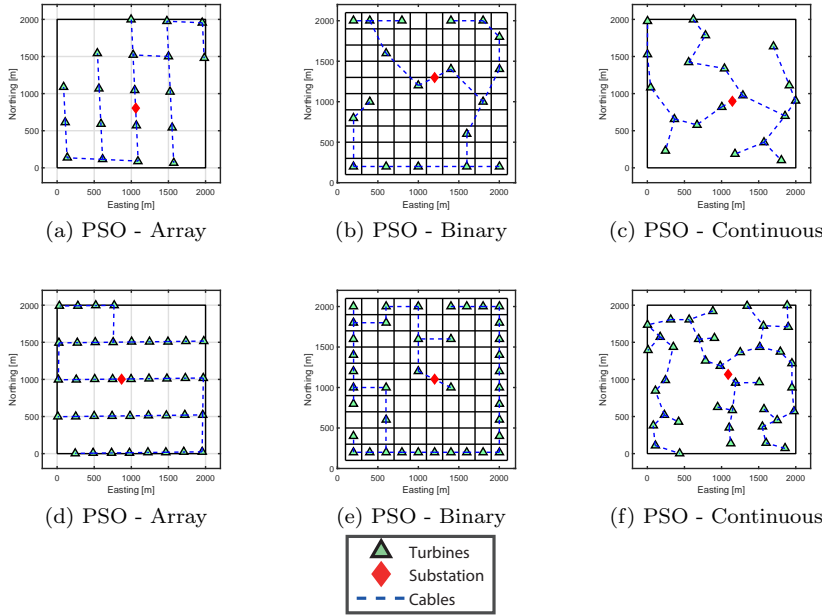 2000
1500
1000
500
0
Northing [m]
0 500 1000 1500 2000
Easting [m]
(a) PSO - Array
2000
1500
1000
500
0
Northing [m]
0 500 1000 1500 2000
Easting [m]
(b) PSO - Binary
2000
1500
1000
500
0
Northing [m]
0 500 1000 1500 2000
Easting [m]
(c) PSO - Continuous
2000
1500
1000
500
0
Northing [m]
0 500 1000 1500 2000
Easting [m]
(d) PSO - Array
2000
1500
1000
500
0
Northing [m]
0 500 1000 1500 2000
Easting [m]
(e) PSO - Binary
2000
1500
1000
500
0
Northing [m]
0 500 1000 1500 2000
Easting [m]
(f) PSO - Continuous
Turbines
Substation
Cables